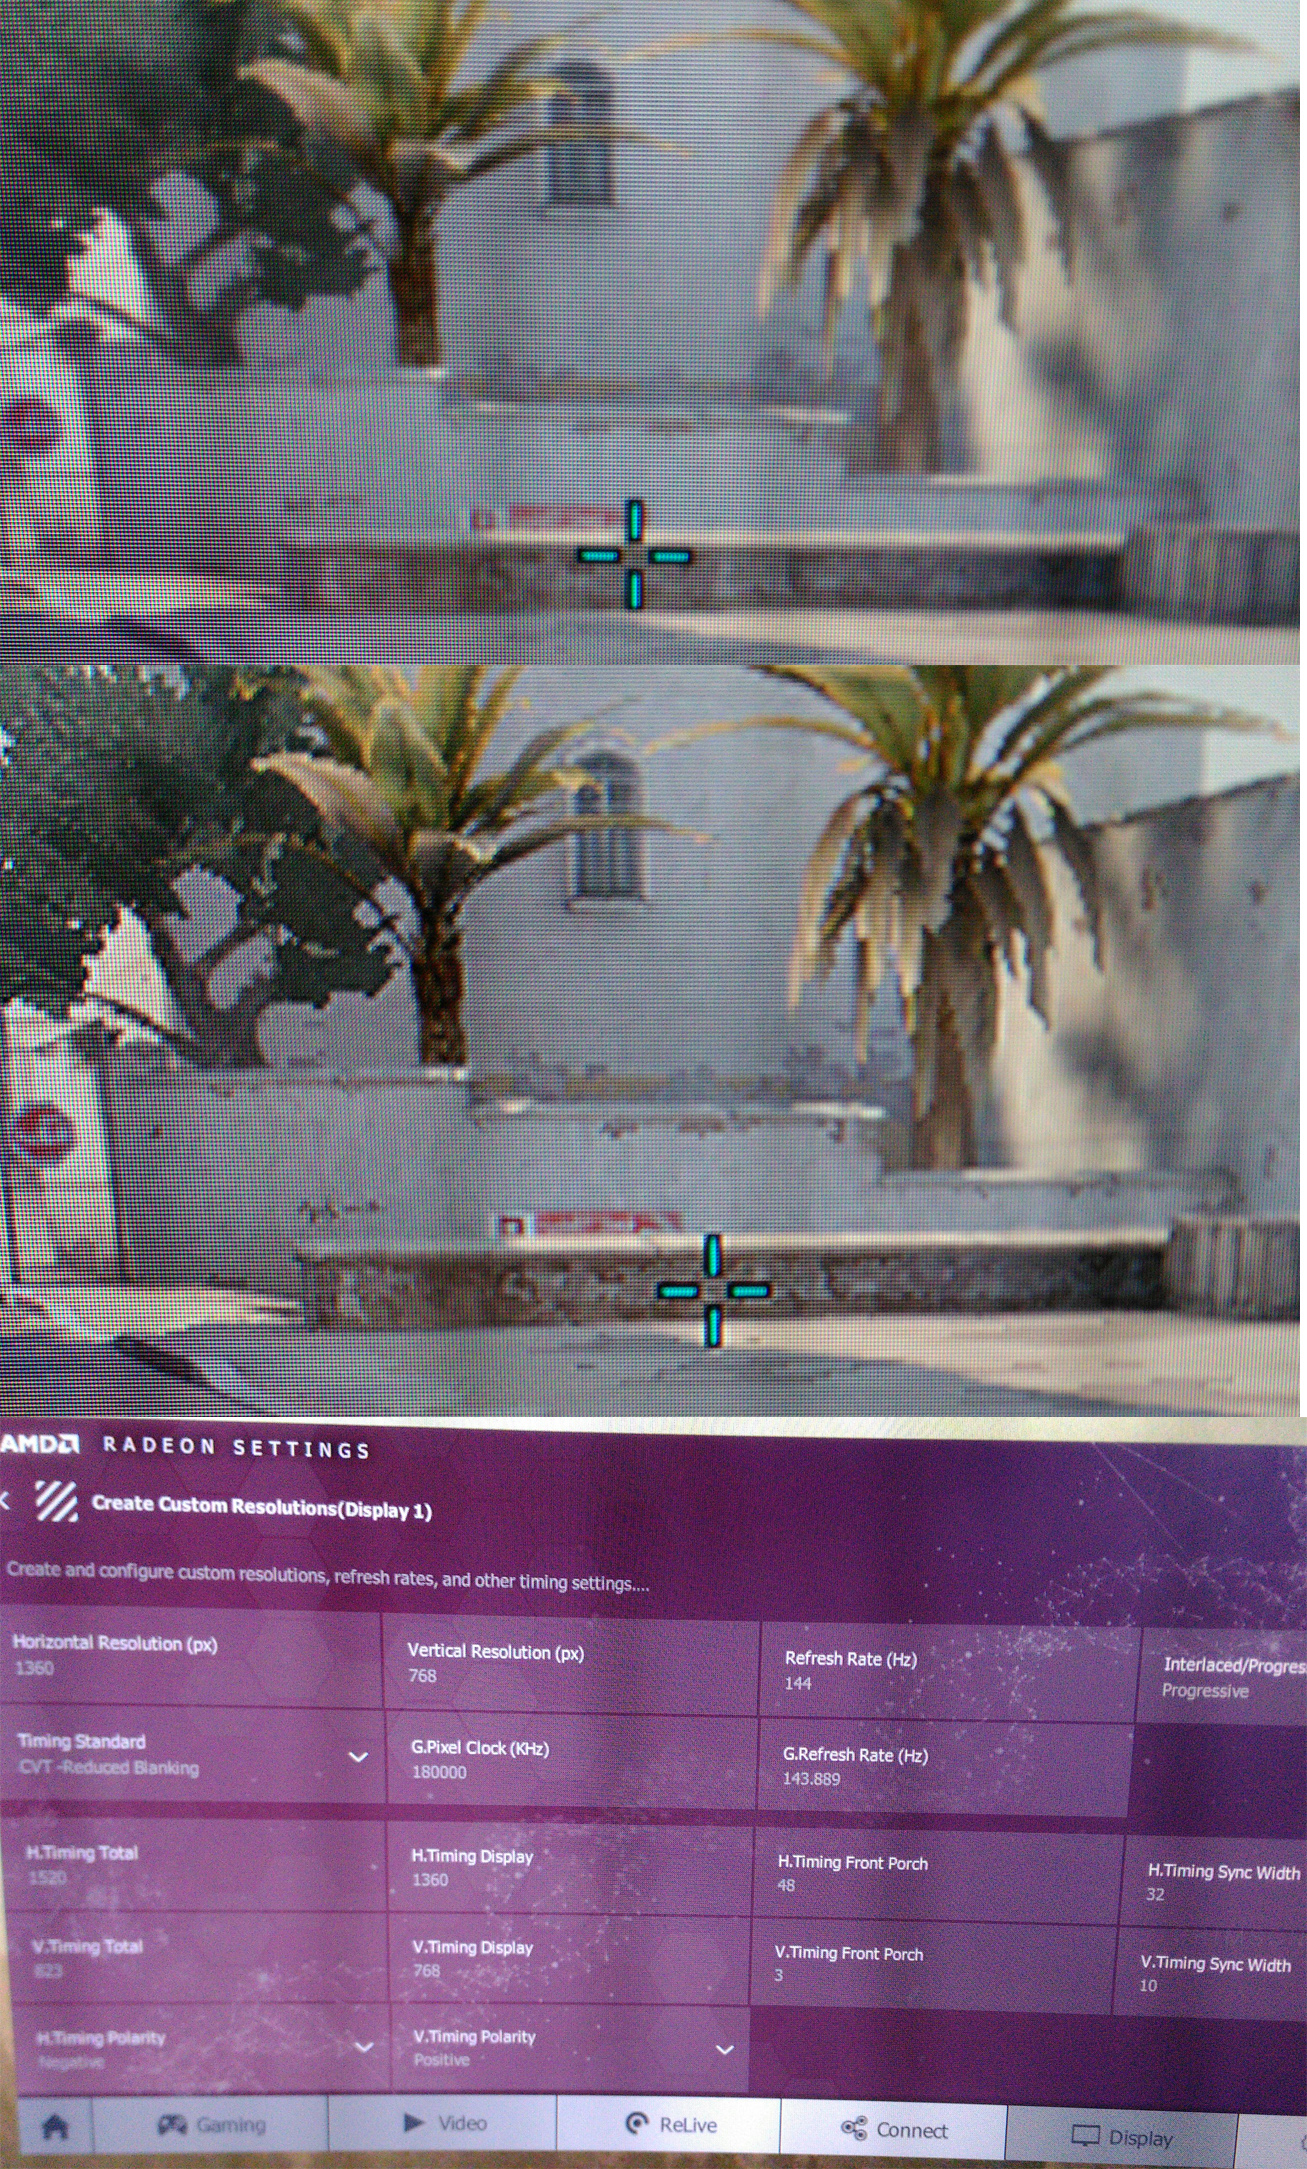 AMD RADEON SETTINGS
Create Custom Resolutions(Display 1)
Create and configure custom resolutions, refresh rates, and other timing settings....
Horizontal Resolution (px)
1360
Vertical Resolution (px)
768
Refresh Rate (Hz)
144
Interlaced/Progres
Progressive
Timing Standard
CVT -Reduced Blanking
G.Pixel Clock (KHz)
180000
G.Refresh Rate (Hz)
143.889
H.Timing Total
1520
H.Timing Display
1360
H.Timing Front Porch
48
H.Timing Sync Width
32
V.Timing Total
823
V.Timing Display
768
V.Timing Front Porch
3
V.Timing Sync Width
10
H.Timing Polarity
Negative
V.Timing Polarity
Positive
Gaming
Video
ReLive
Connect
Display